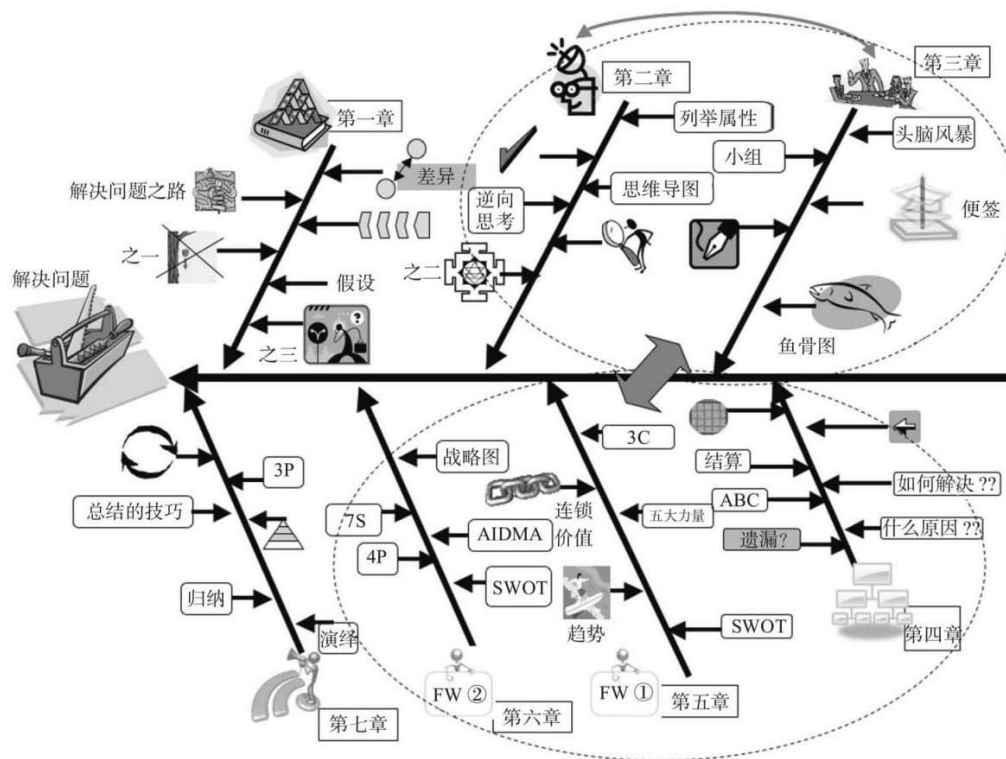 第二章
第三章
第一章
列举属性
头脑风暴
小组
差异
解决问题之路
思维导图
逆向
思考
便签
之一
之二
解决问题
假设
之三
鱼骨图
3C
战略图
结算
3P
如何解决 ??
总结的技巧
连锁
价值
ABC
五大力量
7S
AIDMA
什么原因 ??
遗漏?
4P
SWOT
归纳
趋势
SWOT
演绎
第四章
FW ②
FW ①
第五章
第六章
第七章